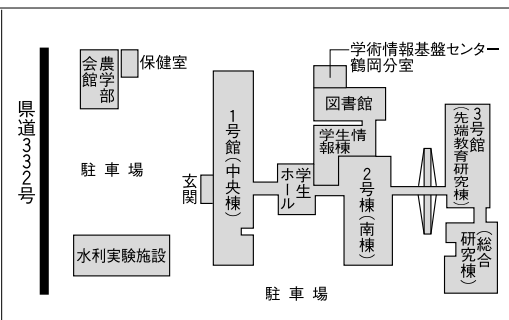 県道332号
農学部
会館
保健室
駐車場
水利実験施設
玄関
1号館(中央棟)
学生
ホール
学術情報基盤センター
鶴岡分室
図書館
学生情
報棟
2号棟(南棟)
3号館
(先端教育研究棟)
(総合
研究棟)
駐車場